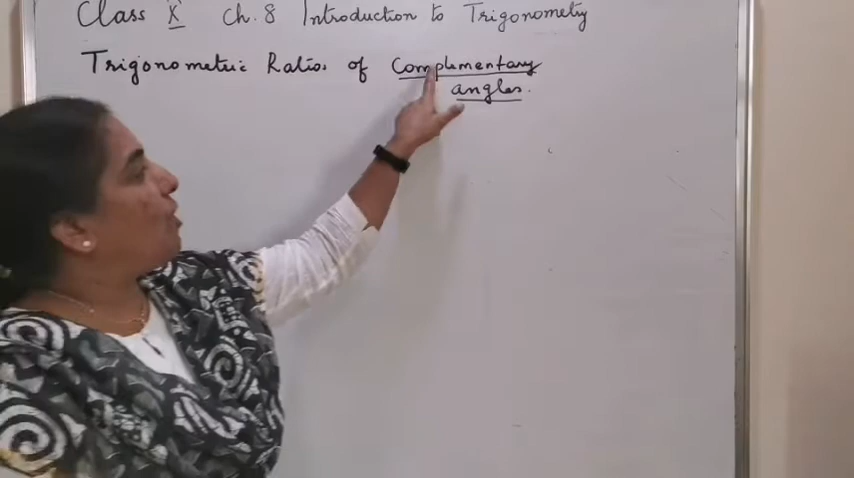 Class X Ch. 8 Introduction to Trigonometry
Trigonometric Ratios of Complementary
angles.